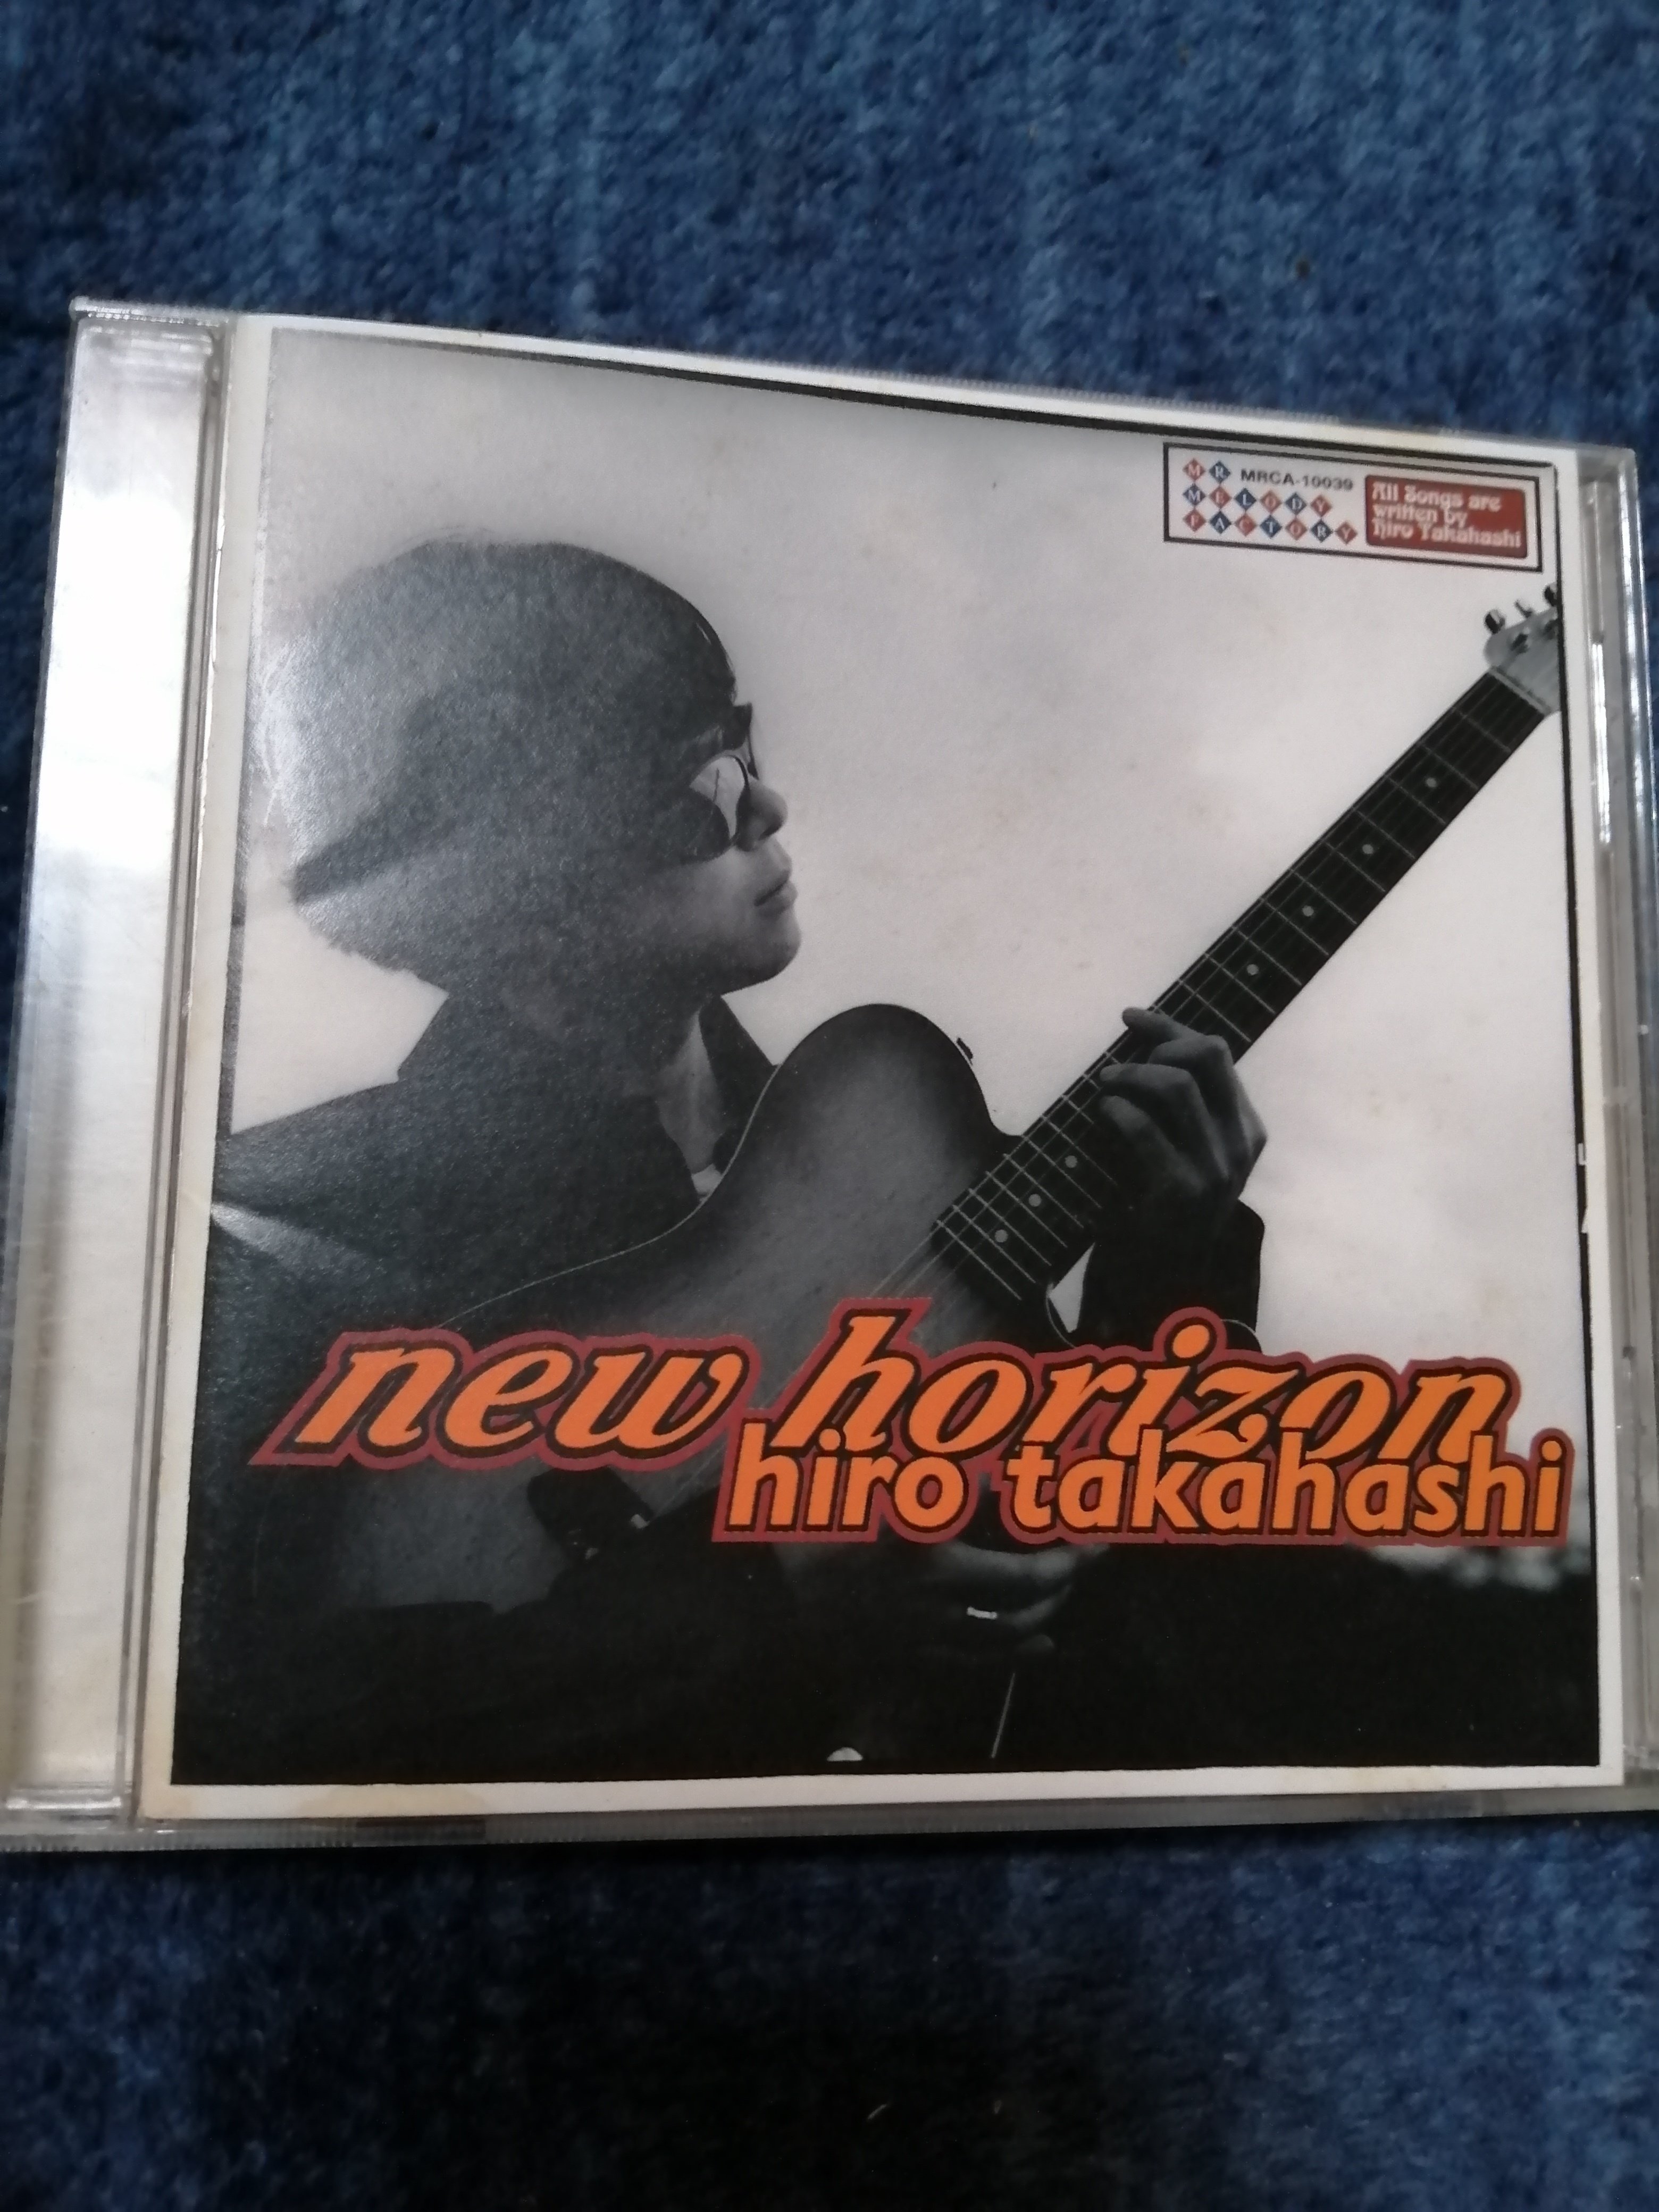 MR MRCA-10039
MELODY
FACTORY
All Songs are
written by
hiro Takahashi
new horizon
hiro takahashi